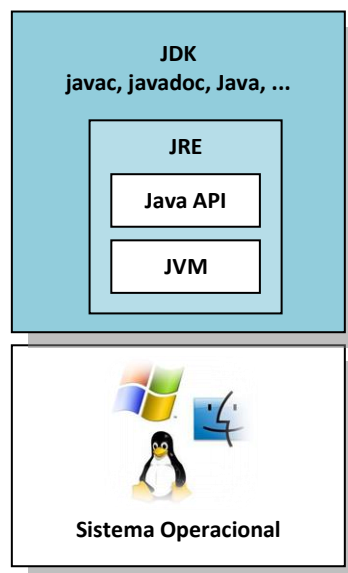 JDK
javac, javadoc, Java, ...
JRE
Java API
JVM
Sistema Operacional